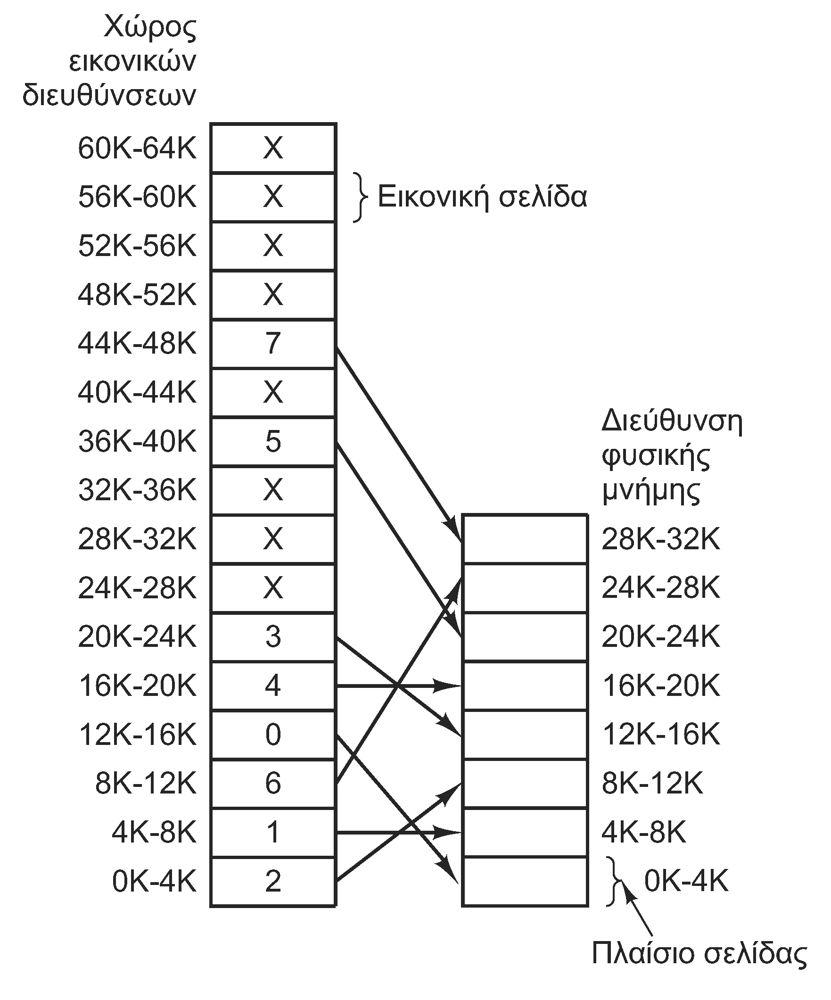 Χώρος
εικονικών
διευθύνσεων
60K-64K X
56K-60K X Εικονική σελίδα
52K-56K X
48K-52K X
44K-48K 7
40K-44K X
36K-40K 5
32K-36K X
28K-32K X
24K-28K X
20K-24K 3
16K-20K 4
12K-16K 0
8K-12K 6
4K-8K 1
0K-4K 2
Διεύθυνση
φυσικής
μνήμης
28K-32K
24K-28K
20K-24K
16K-20K
12K-16K
8K-12K
4K-8K
0K-4K
Πλαίσιο σελίδας